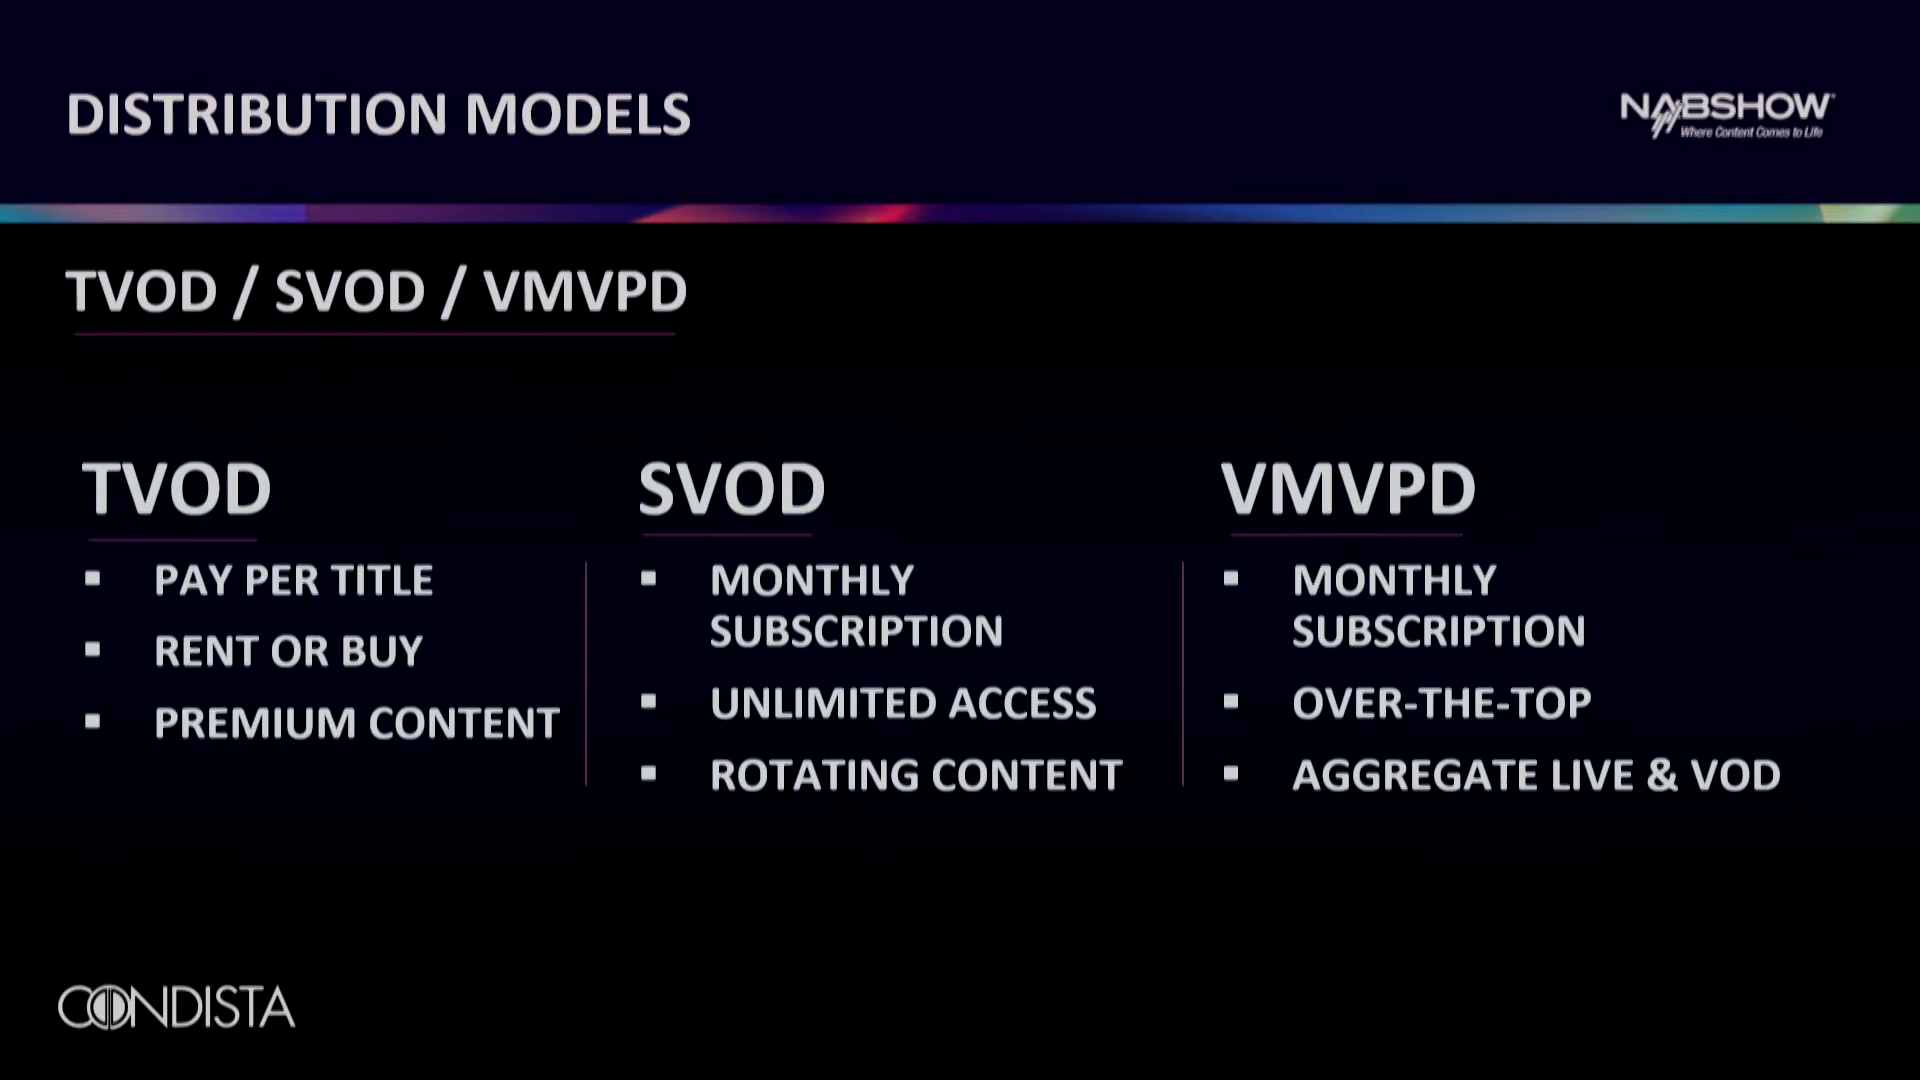 DISTRIBUTION MODELS
NABSHOW
Where Content Comes to Life
TVOD / SVOD / VMVPD
TVOD
▪ PAY PER TITLE
▪ RENT OR BUY
▪ PREMIUM CONTENT
SVOD
▪ MONTHLY
SUBSCRIPTION
▪ UNLIMITED ACCESS
▪ ROTATING CONTENT
VMVPD
▪ MONTHLY
SUBSCRIPTION
▪ OVER-THE-TOP
▪ AGGREGATE LIVE & VOD
CONDISTA